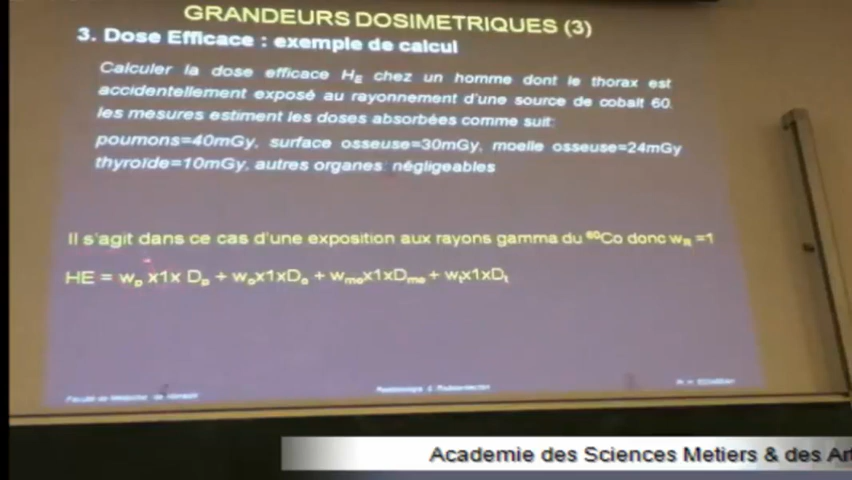 GRANDEURS DOSIMETRIQUES (3)
3. Dose Efficace : exemple de calcul
Calculer la dose efficace HE chez un homme dont le thorax est
accidentellement exposé au rayonnement d'une source de cobalt 60,
les mesures estiment les doses absorbées comme suit:
poumons=40mGy, surface osseuse=30mGy, moelle osseuse=24mGy
thyroïde=10mGy, autres organes: négligeables
Il s'agit dans ce cas d'une exposition aux rayons gamma du 60Co donc wR =1
HE = wp x1x Dp + wox1xDo + wmox1xDmo + wtx1xDt
Faculté de Médecine
Academie des Sciences Metiers & des Art